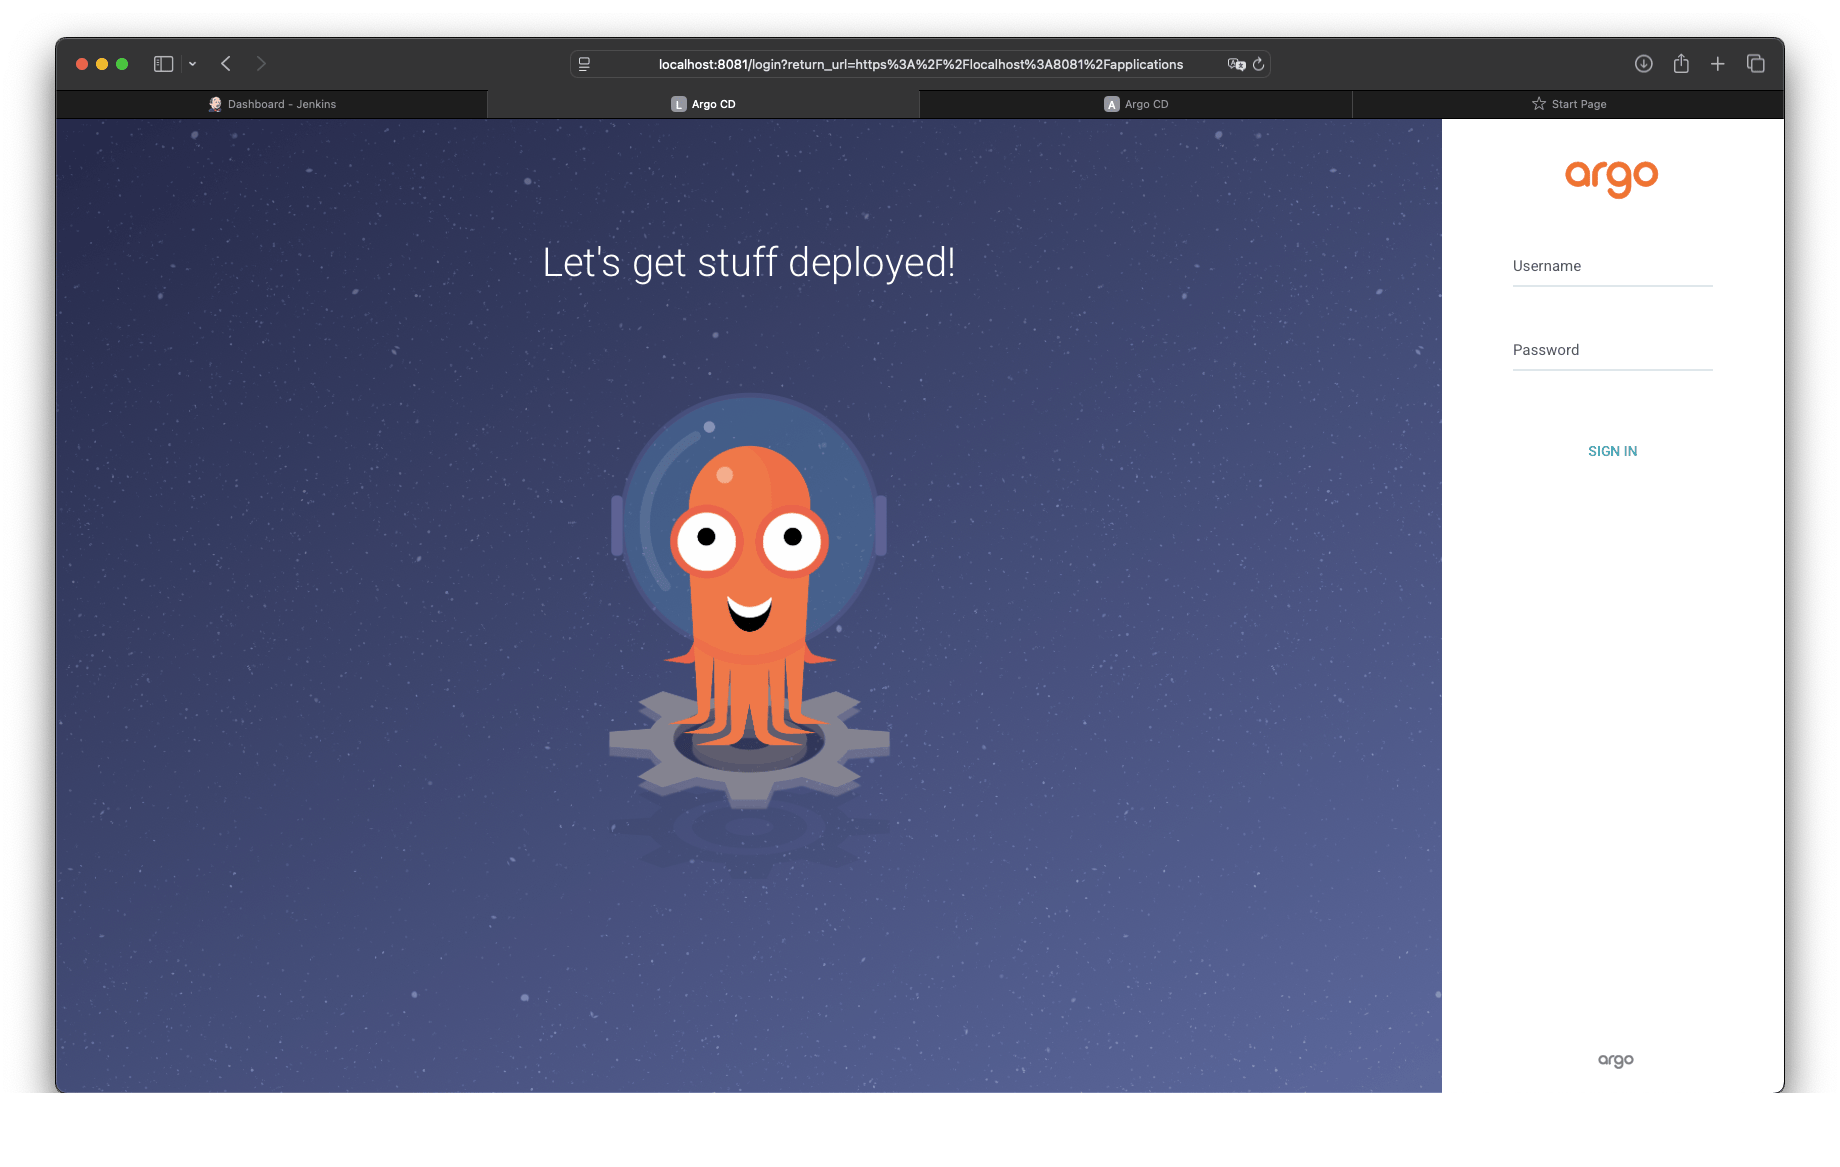 localhost:8081/login?return_url=https%3A%2F%2Flocalhost%3A8081%2Fapplications
Dashboard - Jenkins
L Argo CD
A Argo CD
Start Page
argo
Let's get stuff deployed!
Username
Password
SIGN IN
argo